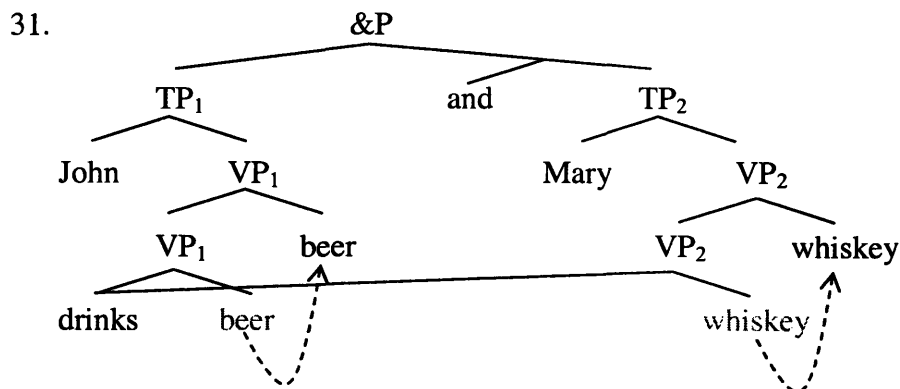 31. &P
TP₁ and TP₂
John VP₁ Mary VP₂
VP₁ beer VP₂ whiskey
drinks beer whiskey